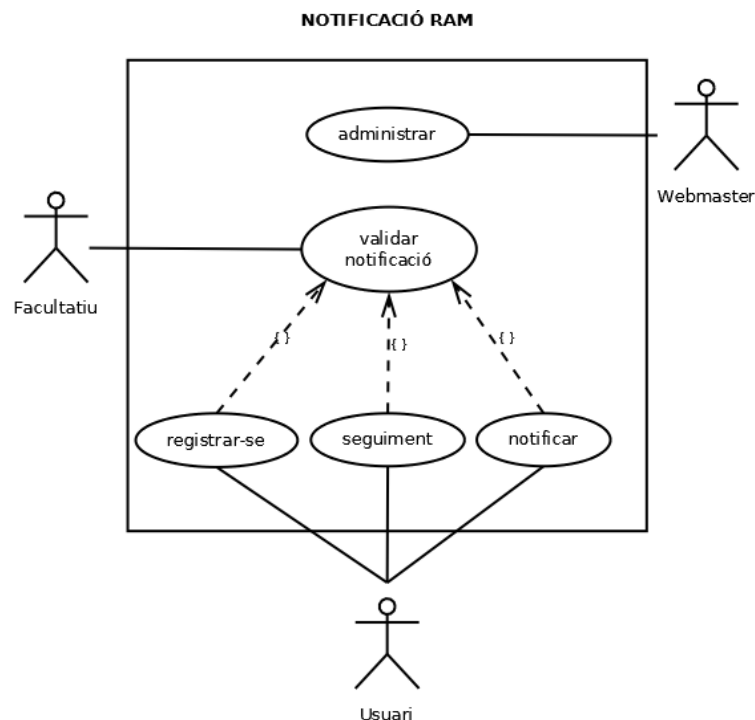 NOTIFICACIÓ RAM
administrar
Webmaster
validar
notificació
Facultatiu
{ }
{ }
{ }
registrar-se
seguiment
notificar
Usuari